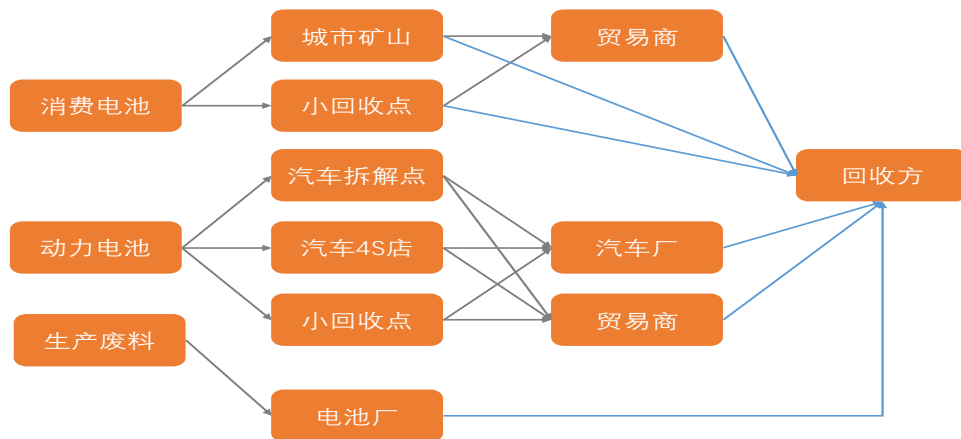 城市矿山
贸易商
消费电池
小回收点
汽车拆解点
回收方
动力电池
汽车4S店
汽车厂
小回收点
贸易商
生产废料
电池厂